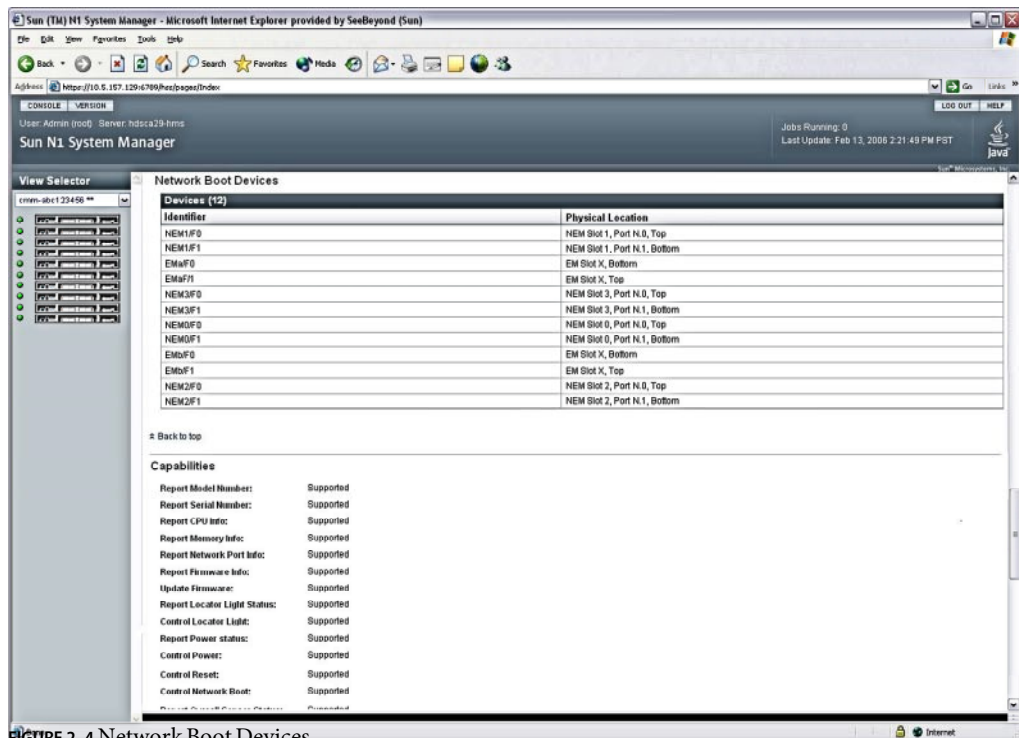 Sun (TM) N1 System Manager - Microsoft Internet Explorer provided by SeeBeyond (Sun)
File Edit View Favorites Tools Help
Back Search Favorites Media
Address https://10.5.157.129:6789/hes/pages/Index Go Links »
CONSOLE VERSION LOG OUT HELP
User: Admin (root) Server: hdsca29-hms
Jobs Running: 0
Sun N1 System Manager
Last Update: Feb 13, 2006 2:21:49 PM PST
Java
Sun™ Microsystems, Inc.
View Selector
cmm-abc123456 **
Network Boot Devices
Devices (12)
Identifier Physical Location
NEM1/F0 NEM Slot 1, Port N.0, Top
NEM1/F1 NEM Slot 1, Port N.1, Bottom
EMa/F0 EM Slot X, Bottom
EMaF/1 EM Slot X, Top
NEM3/F0 NEM Slot 3, Port N.0, Top
NEM3/F1 NEM Slot 3, Port N.1, Bottom
NEM0/F0 NEM Slot 0, Port N.0, Top
NEM0/F1 NEM Slot 0, Port N.1, Bottom
EMb/F0 EM Slot X, Bottom
EMb/F1 EM Slot X, Top
NEM2/F0 NEM Slot 2, Port N.0, Top
NEM2/F1 NEM Slot 2, Port N.1, Bottom
Back to top
Capabilities
Report Model Number: Supported
Report Serial Number: Supported
Report CPU Info: Supported
Report Memory Info: Supported
Report Network Port Info: Supported
Report Firmware Info: Supported
Update Firmware: Supported
Report Locator Light Status: Supported
Control Locator Light: Supported
Report Power status: Supported
Control Power: Supported
Control Reset: Supported
Control Network Boot: Supported
Internet
FIGURE 2–4 Network Boot Devices